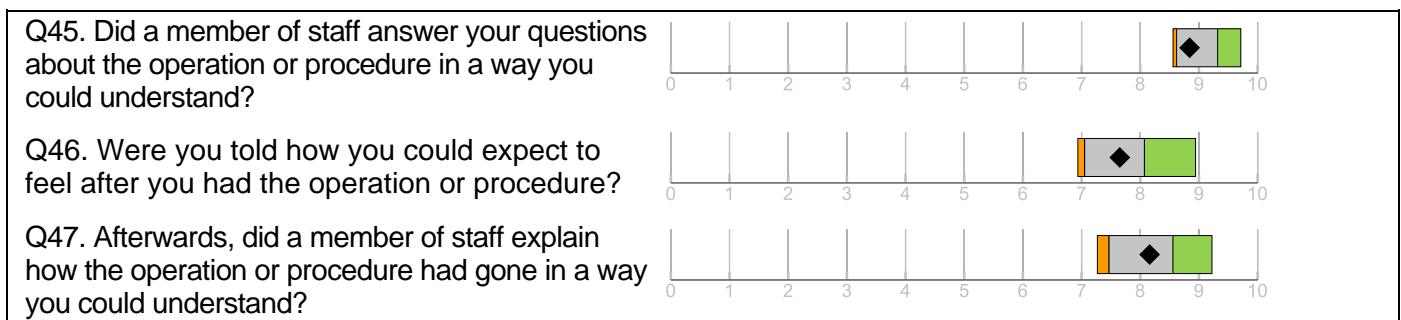 Q45. Did a member of staff answer your questions
about the operation or procedure in a way you
could understand?
0 1 2 3 4 5 6 7 8 9 10
Q46. Were you told how you could expect to
feel after you had the operation or procedure?
0 1 2 3 4 5 6 7 8 9 10
Q47. Afterwards, did a member of staff explain
how the operation or procedure had gone in a way
you could understand?
0 1 2 3 4 5 6 7 8 9 10